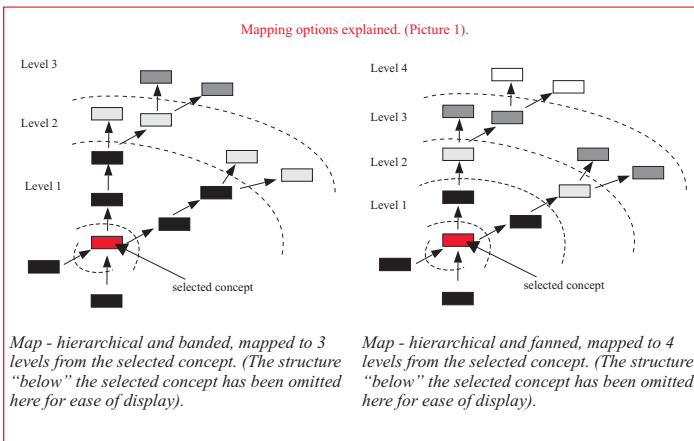 Mapping options explained. (Picture 1).
Level 3
Level 2
Level 1
selected concept
Map - hierarchical and banded, mapped to 3
levels from the selected concept. (The structure
“below” the selected concept has been omitted
here for ease of display).
Level 4
Level 3
Level 2
Level 1
selected concept
Map - hierarchical and fanned, mapped to 4
levels from the selected concept. (The structure
“below” the selected concept has been omitted
here for ease of display).